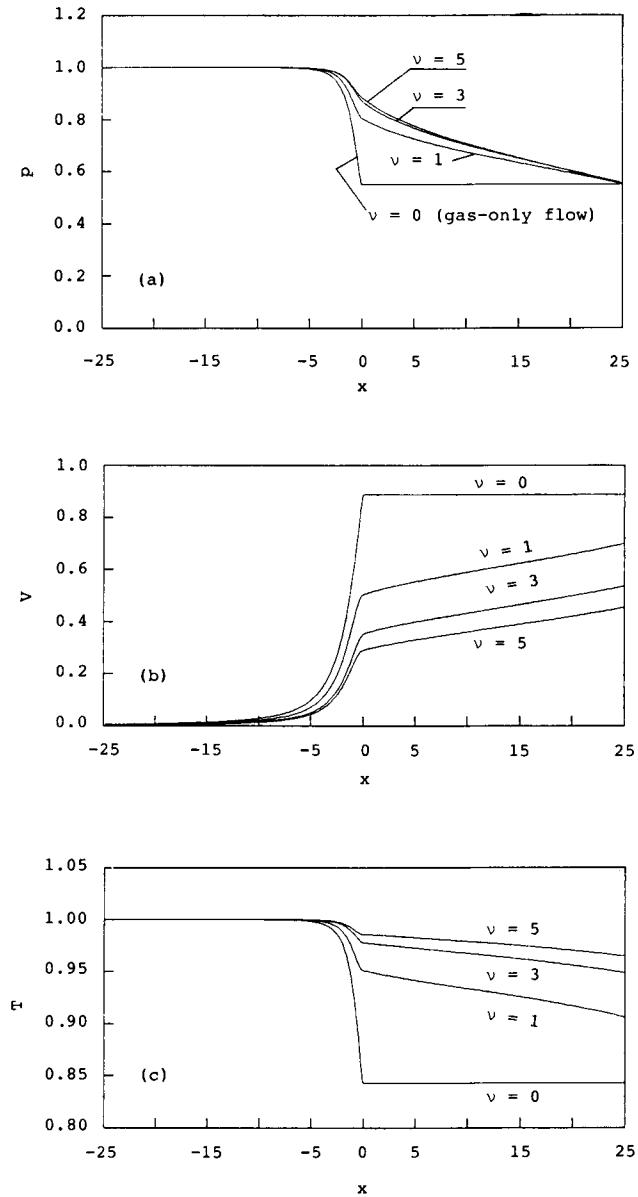 1.2
1.0
0.8
0.6
0.4
0.2
0.0
p
ν = 5
ν = 3
ν = 1
ν = 0 (gas-only flow)
(a)
-25 -15 -5 0 5 15 25
x
1.0
0.8
0.6
0.4
0.2
0.0
V
ν = 0
ν = 1
ν = 3
ν = 5
(b)
-25 -15 -5 0 5 15 25
x
1.05
1.00
0.95
0.90
0.85
0.80
T
ν = 5
ν = 3
ν = 1
ν = 0
(c)
-25 -15 -5 0 5 15 25
x